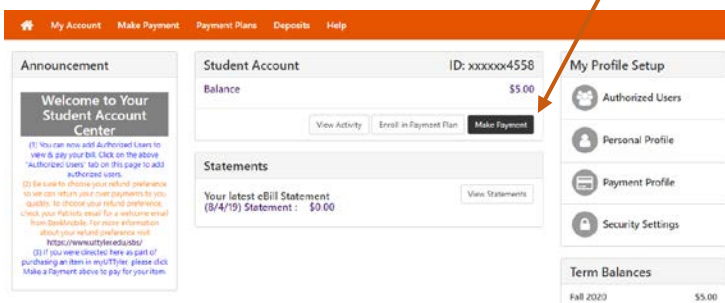 My Account Make Payment Payment Plans Deposits Help
Announcement
Welcome to Your
Student Account
Center
(1) You can now add Authorized Users to
view & pay your bill. Click on the above
"Authorized Users" tab on this page to add
authorized users.
(2) Be sure to choose your refund preference
so we can return your over payments to you
quickly. To choose your refund preference,
check your Patriots email for a welcome email
from BankMobile. For more information
about your refund preference visit
https://www.uttyler.edu/sbs/
(3) If you were directed here as part of
purchasing an item in myUTTyler, please click
Make a Payment above to pay for your item.
Student Account ID: xxxxxx4558
Balance $5.00
View Activity Enroll in Payment Plan Make Payment
Statements
Your latest eBill Statement
(8/4/19) Statement : $0.00
View Statements
My Profile Setup
Authorized Users
Personal Profile
Payment Profile
Security Settings
Term Balances
Fall 2020 $5.00